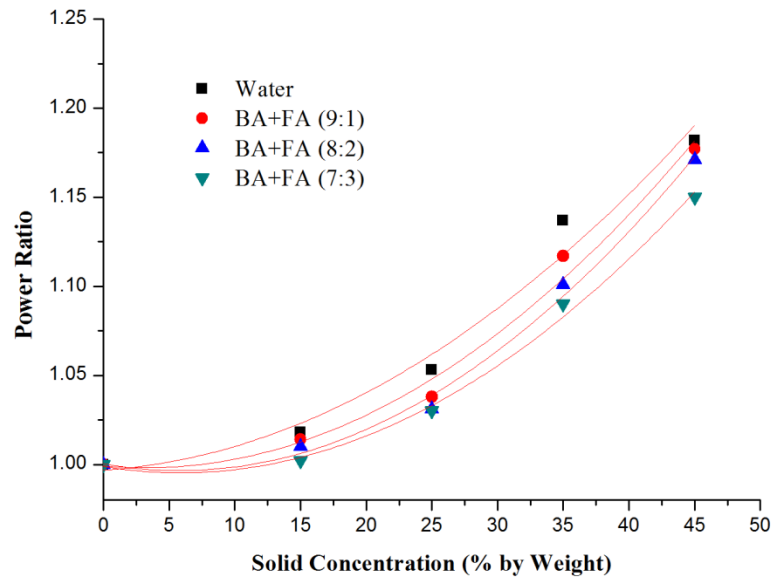 1.25
1.20
1.15
1.10
1.05
1.00
Power Ratio
Water
BA+FA (9:1)
BA+FA (8:2)
BA+FA (7:3)
0 5 10 15 20 25 30 35 40 45 50
Solid Concentration (% by Weight)